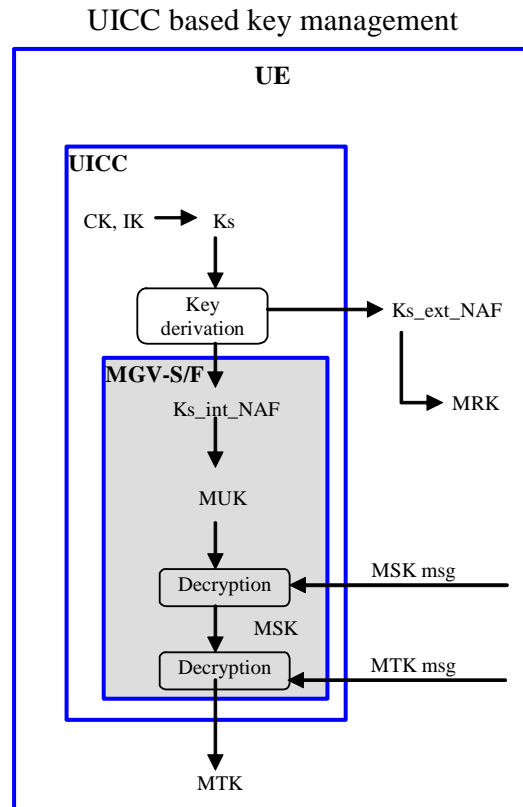 UICC based key management
UE
UICC
CK, IK
Ks
Key
derivation
Ks_ext_NAF
MGV-S/F
Ks_int_NAF
MRK
MUK
MSK msg
Decryption
MSK
MTK msg
Decryption
MTK